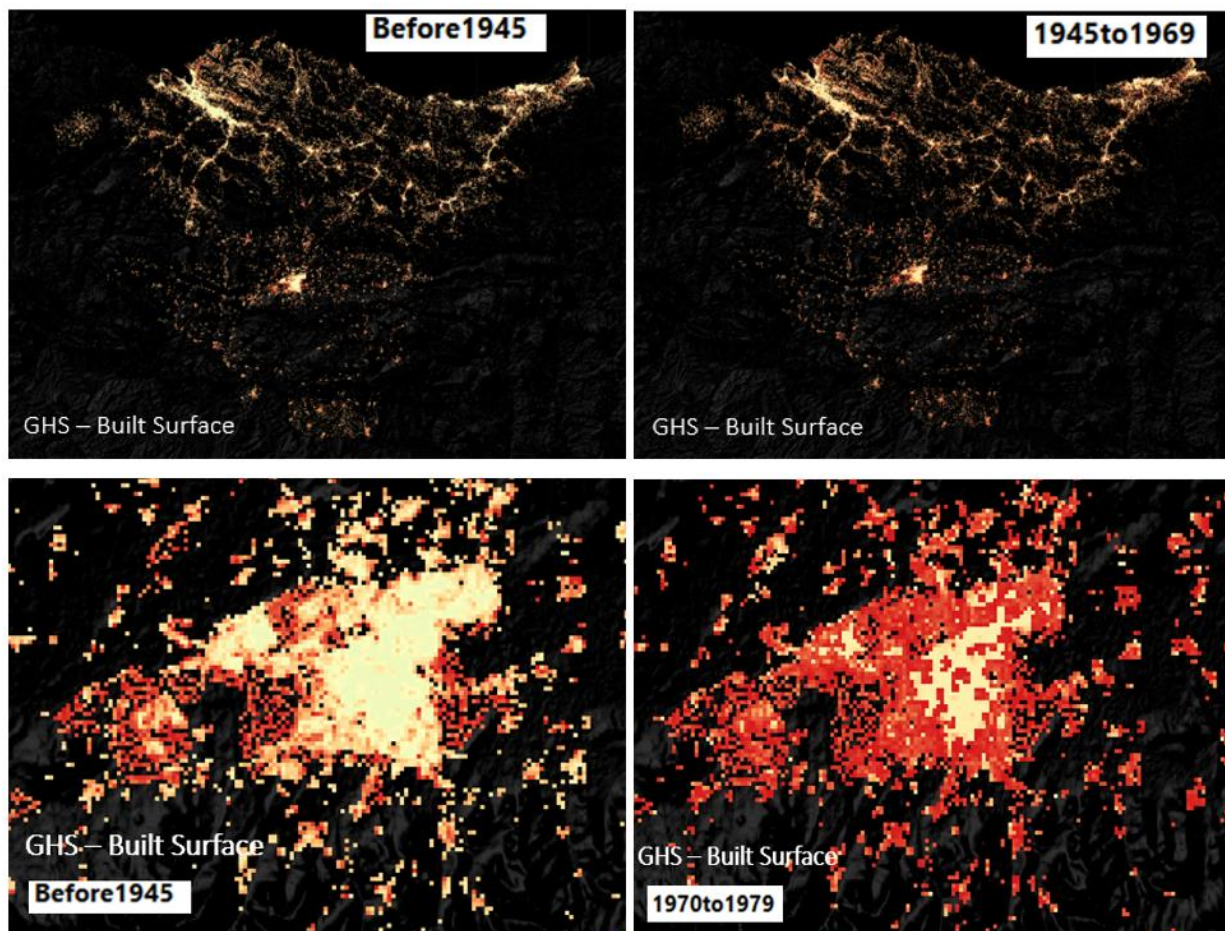 Before1945
1945to1969
GHS – Built Surface
GHS – Built Surface
GHS – Built Surface
Before1945
GHS – Built Surface
1970to1979